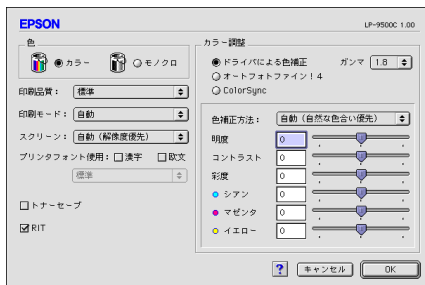 EPSON
LP-9500C 1.00
色
カラー
モノクロ
印刷品質： 標準
印刷モード： 自動
スクリーン： 自動（解像度優先）
プリンタフォント使用： 漢字 欧文
標準
トナーセーブ
RIT
カラー調整
ドライバによる色補正
ガンマ 1.8
オートフォトファイン！4
ColorSync
色補正方法： 自動（自然な色合い優先）
明度 0
コントラスト 0
彩度 0
シアン 0
マゼンタ 0
イエロー 0
? キャンセル OK